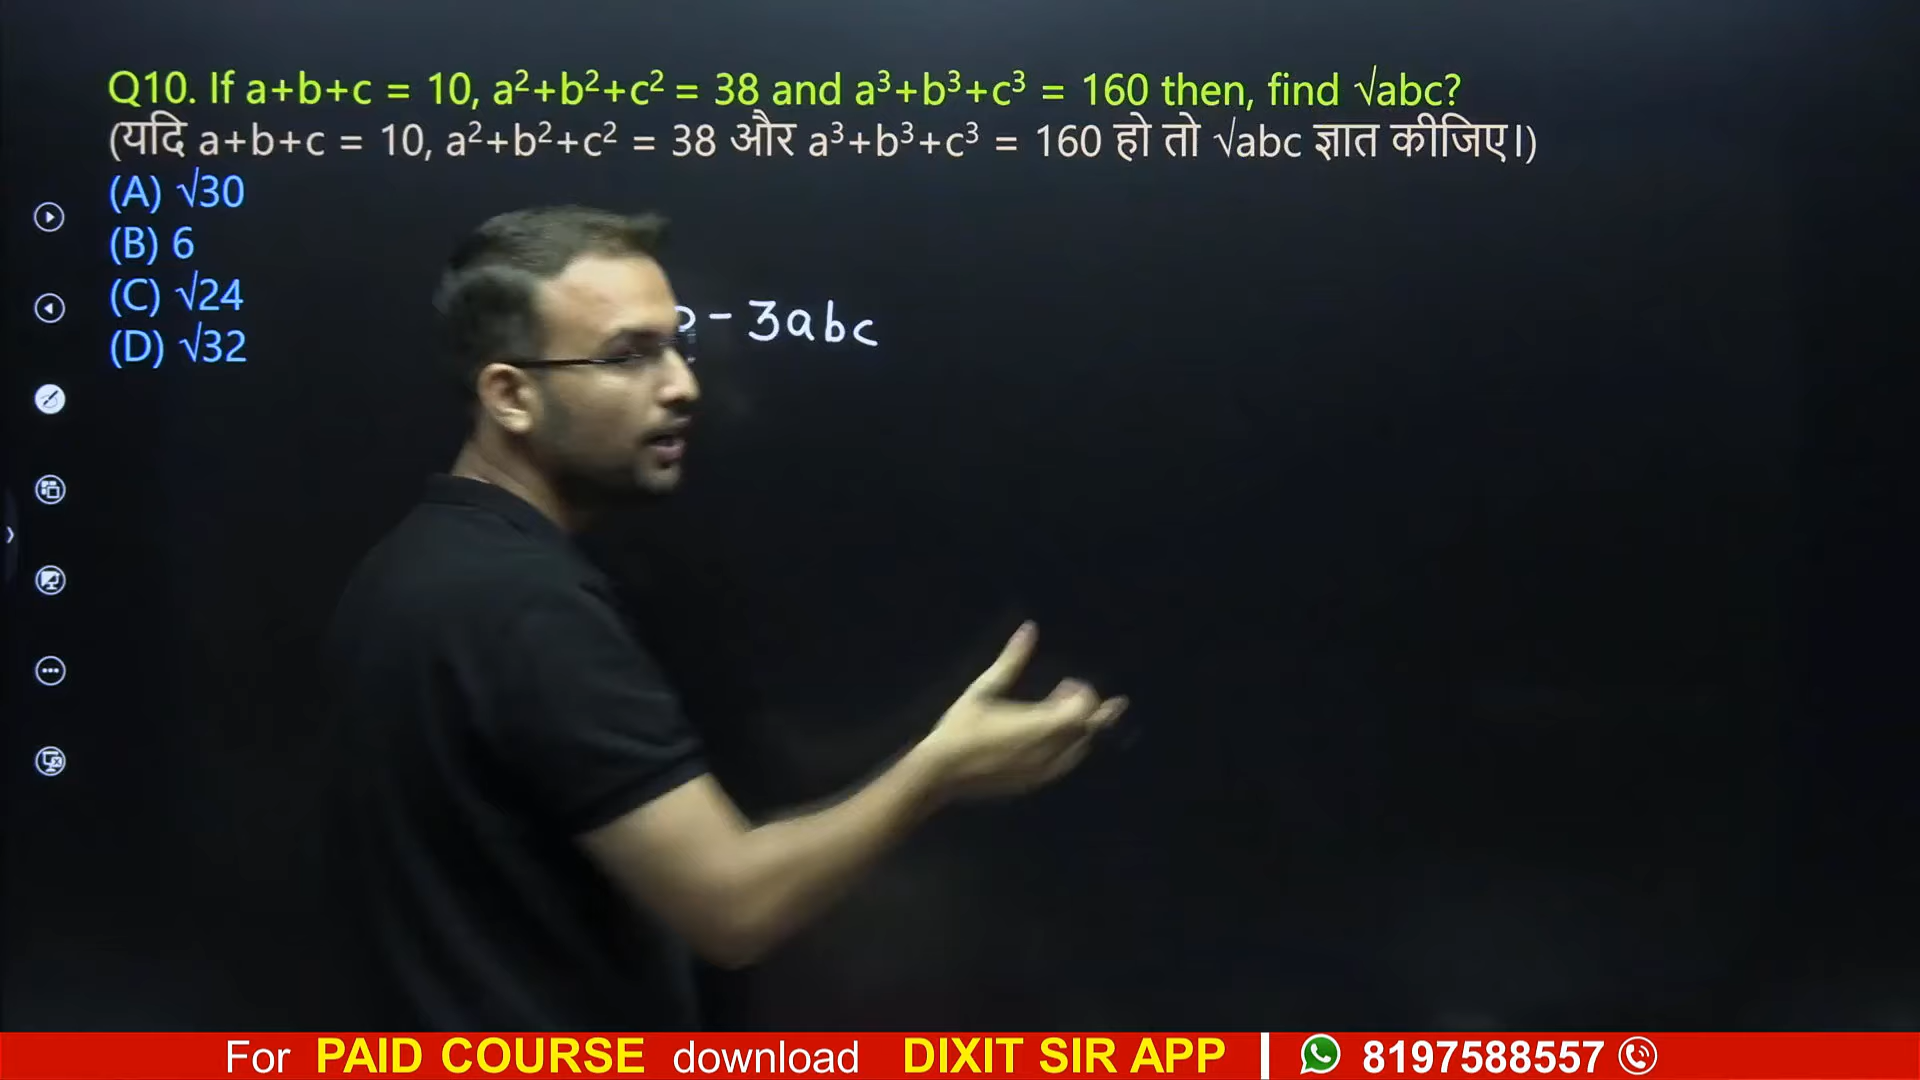 Q10. If a+b+c = 10, a²+b²+c² = 38 and a³+b³+c³ = 160 then, find √abc?
(यदि a+b+c = 10, a²+b²+c² = 38 और a³+b³+c³ = 160 हो तो √abc ज्ञात कीजिए।)
(A) √30
(B) 6
(C) √24
(D) √32
- 3abc
For PAID COURSE download DIXIT SIR APP | 8197588557